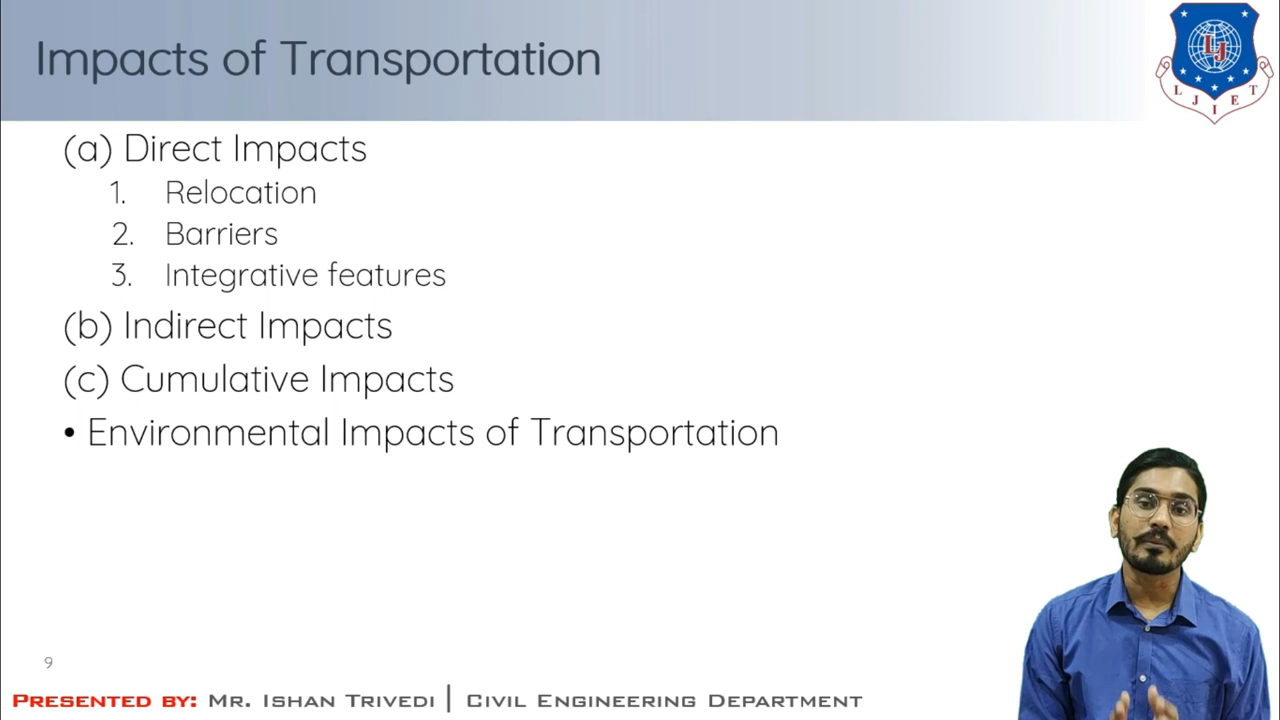 Impacts of Transportation
LJ
L J I E T
(a) Direct Impacts
1. Relocation
2. Barriers
3. Integrative features
(b) Indirect Impacts
(c) Cumulative Impacts
• Environmental Impacts of Transportation
9
PRESENTED BY: MR. ISHAN TRIVEDI | CIVIL ENGINEERING DEPARTMENT